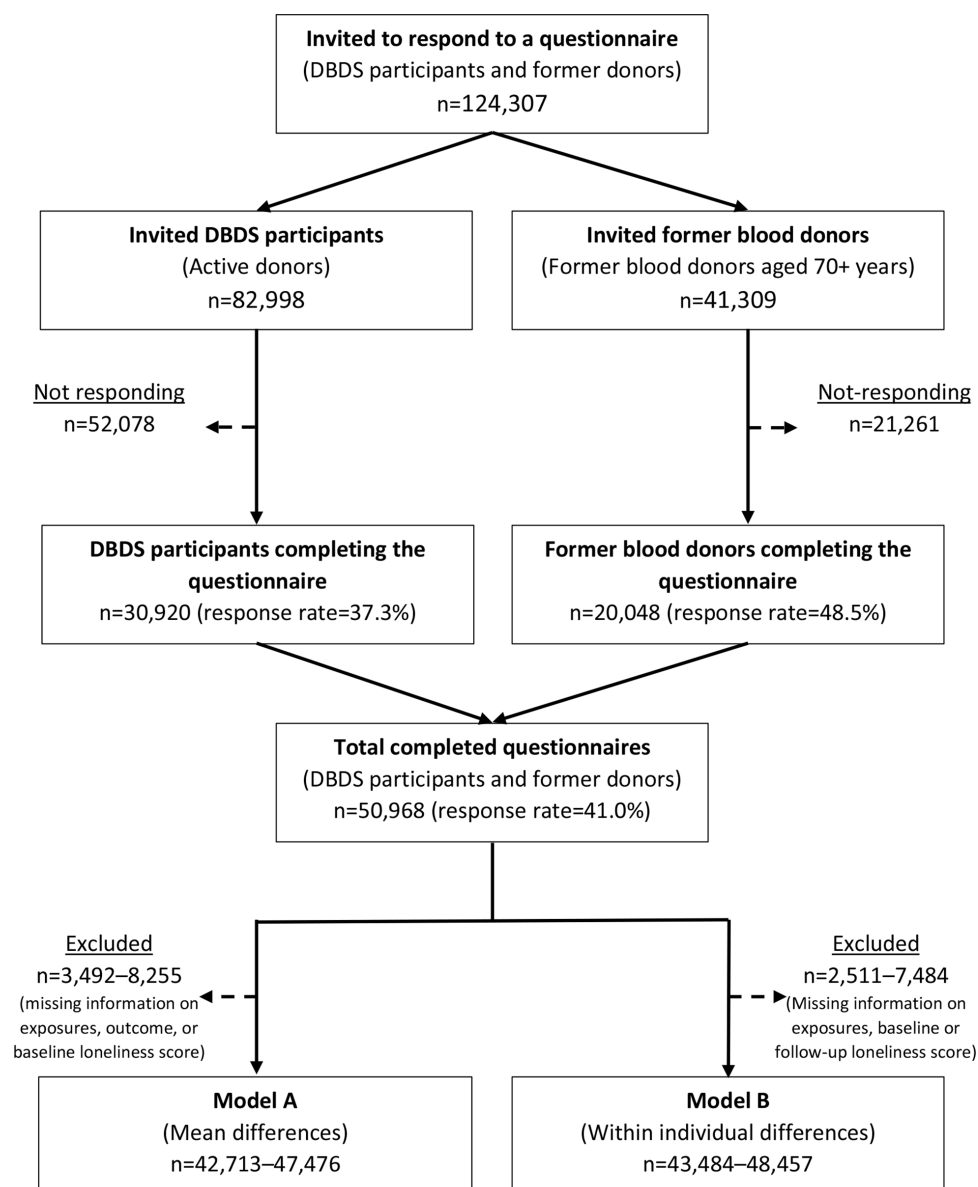 Invited to respond to a questionnaire
(DBDS participants and former donors)
n=124,307
Invited DBDS participants
(Active donors)
n=82,998
Invited former blood donors
(Former blood donors aged 70+ years)
n=41,309
Not responding
n=52,078
Not-responding
n=21,261
DBDS participants completing the
questionnaire
n=30,920 (response rate=37.3%)
Former blood donors completing the
questionnaire
n=20,048 (response rate=48.5%)
Total completed questionnaires
(DBDS participants and former donors)
n=50,968 (response rate=41.0%)
Excluded
n=3,492–8,255
(missing information on
exposures, outcome, or
baseline loneliness score)
Excluded
n=2,511–7,484
(Missing information on
exposures, baseline or
follow-up loneliness score)
Model A
(Mean differences)
n=42,713–47,476
Model B
(Within individual differences)
n=43,484–48,457